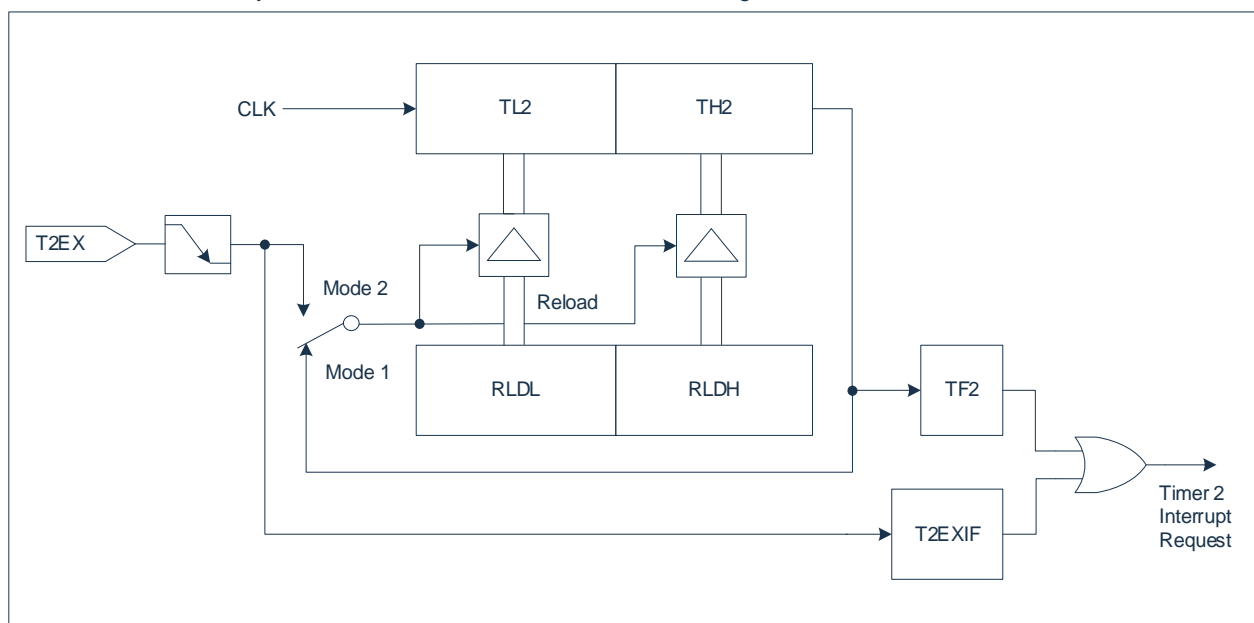 CLK
TL2
TH2
T2EX
Mode 2
Reload
Mode 1
RLDL
RLDH
TF2
T2EXIF
Timer 2
Interrupt
Request